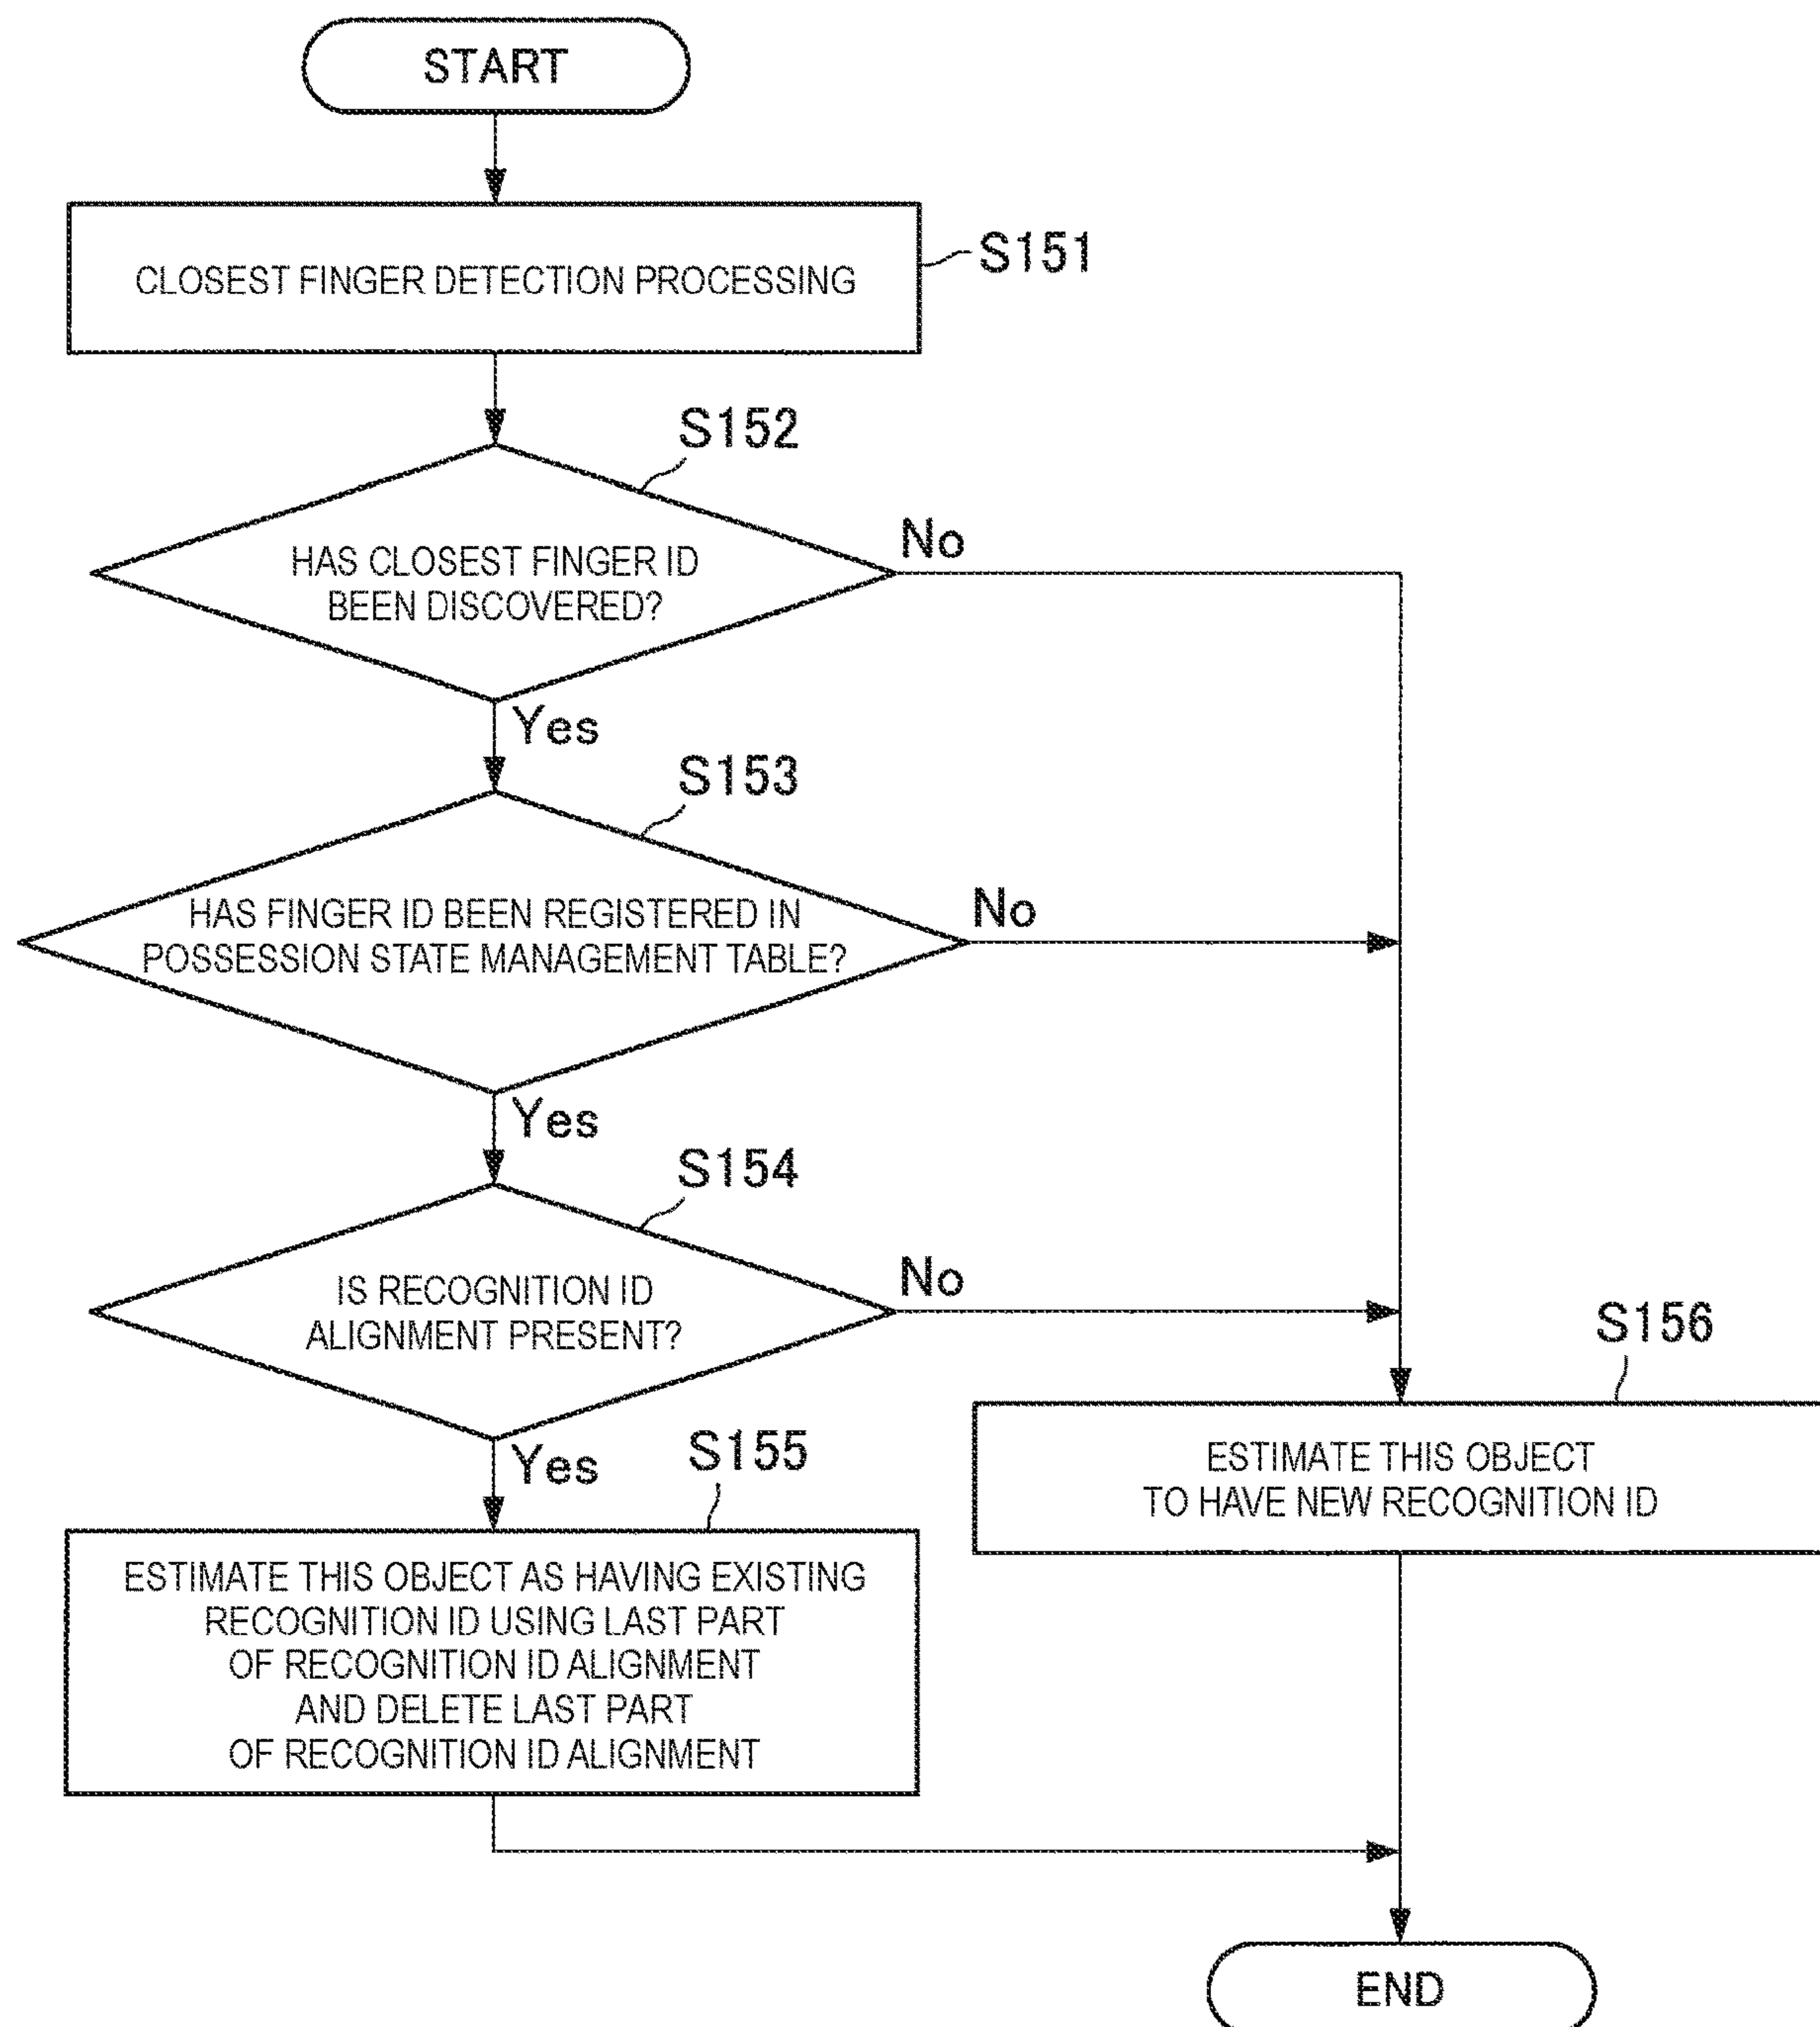 START
CLOSEST FINGER DETECTION PROCESSING
S151
S152
HAS CLOSEST FINGER ID
BEEN DISCOVERED?
No
Yes
S153
HAS FINGER ID BEEN REGISTERED IN
POSSESSION STATE MANAGEMENT TABLE?
No
Yes
S154
IS RECOGNITION ID
ALIGNMENT PRESENT?
No
Yes
S155
ESTIMATE THIS OBJECT AS HAVING EXISTING
RECOGNITION ID USING LAST PART
OF RECOGNITION ID ALIGNMENT
AND DELETE LAST PART
OF RECOGNITION ID ALIGNMENT
S156
ESTIMATE THIS OBJECT
TO HAVE NEW RECOGNITION ID
END